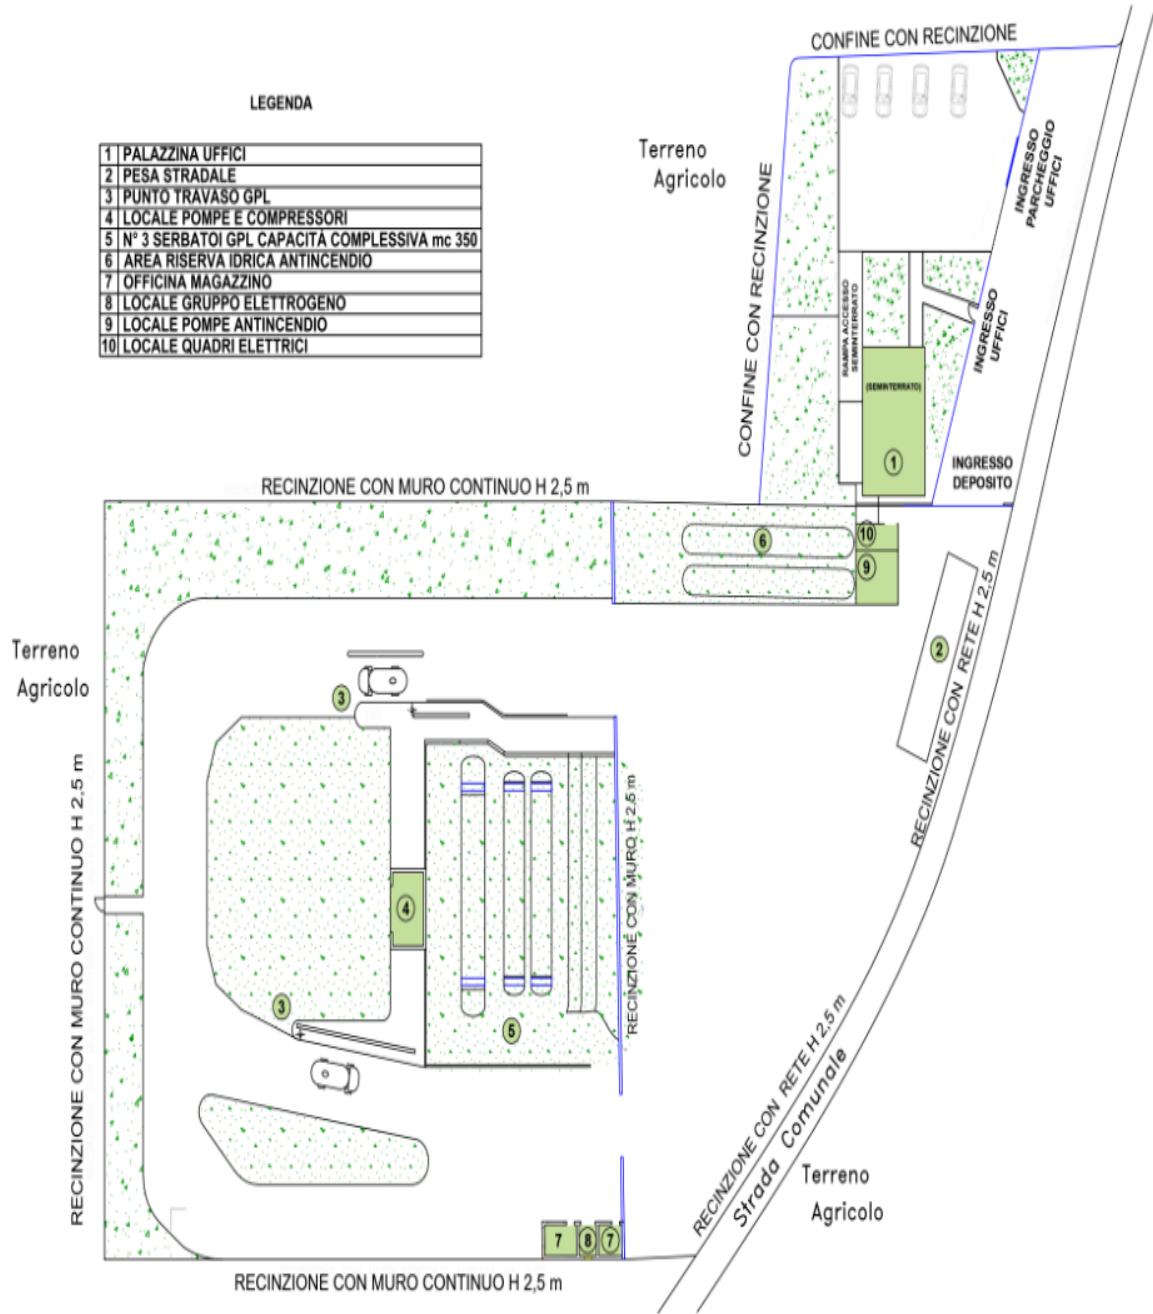 CONFINE CON RECINZIONE
LEGENDA
1 PALAZZINA UFFICI
2 PESA STRADALE
3 PUNTO TRAVASO GPL
4 LOCALE POMPE E COMPRESSORI
5 N° 3 SERBATOI GPL CAPACITÀ COMPLESSIVA mc 350
6 AREA RISERVA IDRICA ANTINCENDIO
7 OFFICINA MAGAZZINO
8 LOCALE GRUPPO ELETTROGENO
9 LOCALE POMPE ANTINCENDIO
10 LOCALE QUADRI ELETTRICI
Terreno
Agricolo
CONFINE CON RECINZIONE
INGRESSO
PARCHEGGIO
UFFICI
RAMPA ACCESSO
SEMINTERRATO
INGRESSO
UFFICI
(SEMINTERRATO)
1
INGRESSO
DEPOSITO
RECINZIONE CON MURO CONTINUO H 2,5 m
6
10
9
2
RECINZIONE CON RETE H 2,5 m
Terreno
Agricolo
3
RECINZIONE CON MURO CONTINUO H 2,5 m
4
RECINZIONE CON MURO H 2,5 m
3
5
RECINZIONE CON RETE H 2,5 m
Strada Comunale
Terreno
Agricolo
7
8
7
RECINZIONE CON MURO CONTINUO H 2,5 m